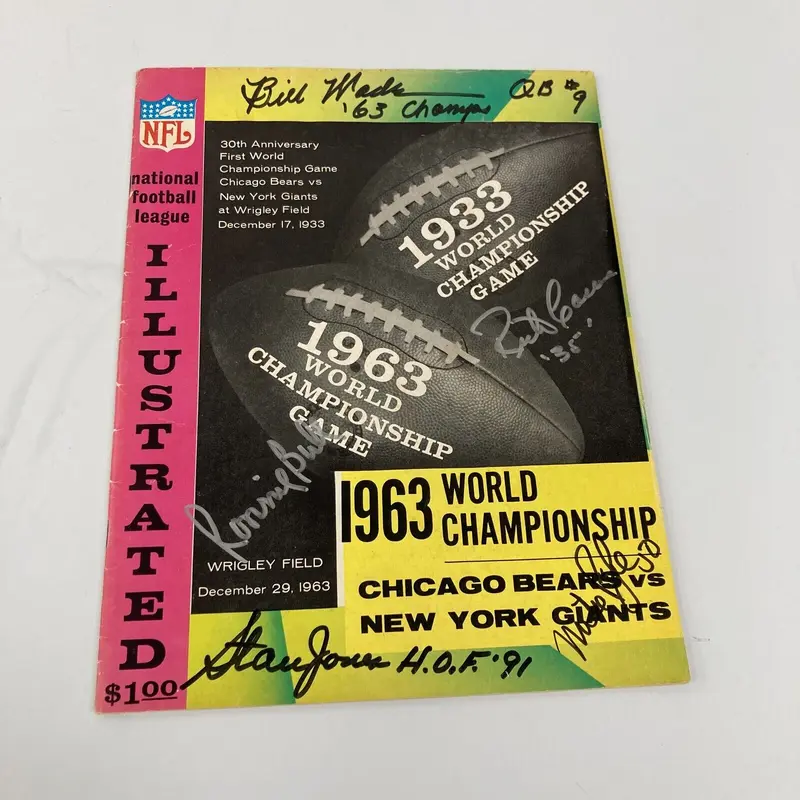 NFL
national
football
league
ILLUSTRATED
$1.00
Bill Wade QB #9
'63 Champs
30th Anniversary
First World
Championship Game
Chicago Bears vs
New York Giants
at Wrigley Field
December 17, 1933
1933
WORLD
CHAMPIONSHIP
GAME
'35'
1963
WORLD
CHAMPIONSHIP
GAME
Ronnie Bull
1963 WORLD
CHAMPIONSHIP
WRIGLEY FIELD
December 29, 1963
CHICAGO BEARS vs
NEW YORK GIANTS
Stan Jones H.O.F. '91